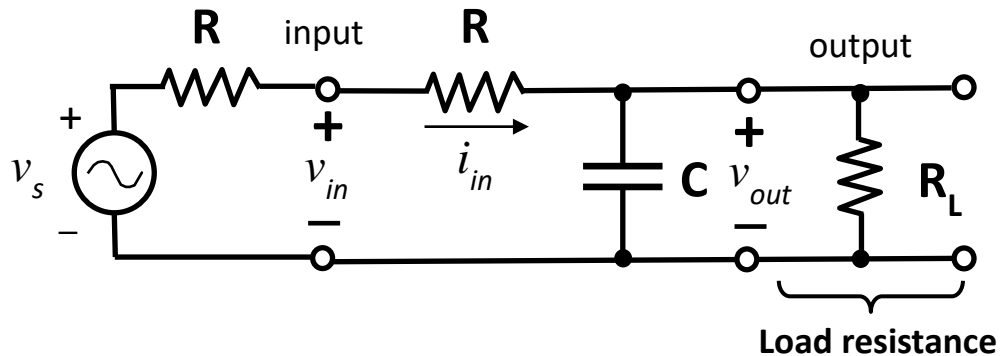 R
input
R
output
+
+
+
v_s
v_in
i_in
C
v_out
R_L
−
−
−
Load resistance